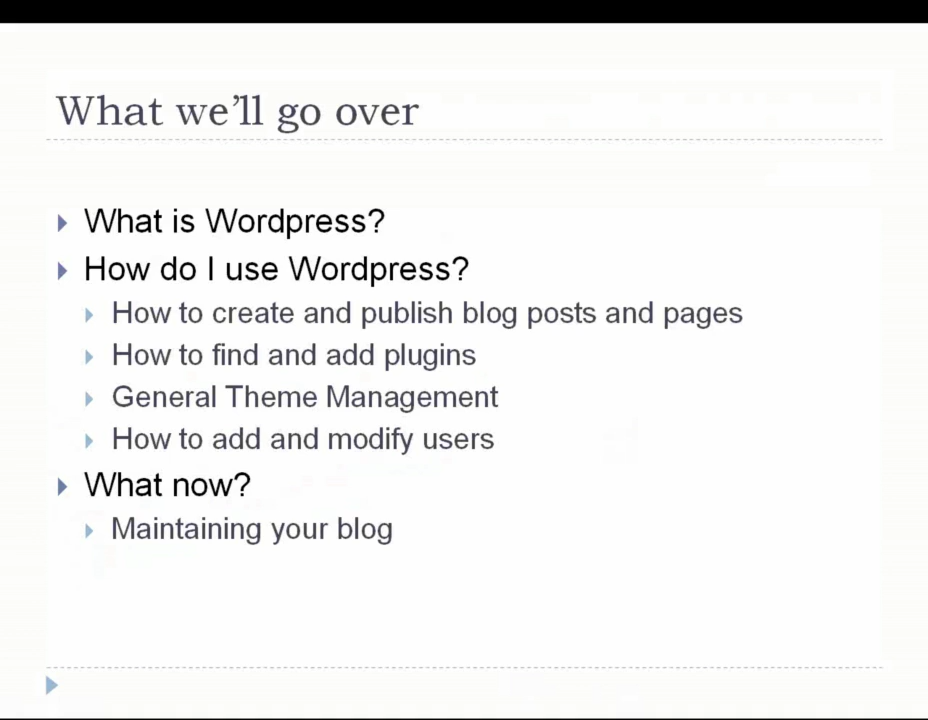 What we’ll go over
What is Wordpress?
How do I use Wordpress?
How to create and publish blog posts and pages
How to find and add plugins
General Theme Management
How to add and modify users
What now?
Maintaining your blog